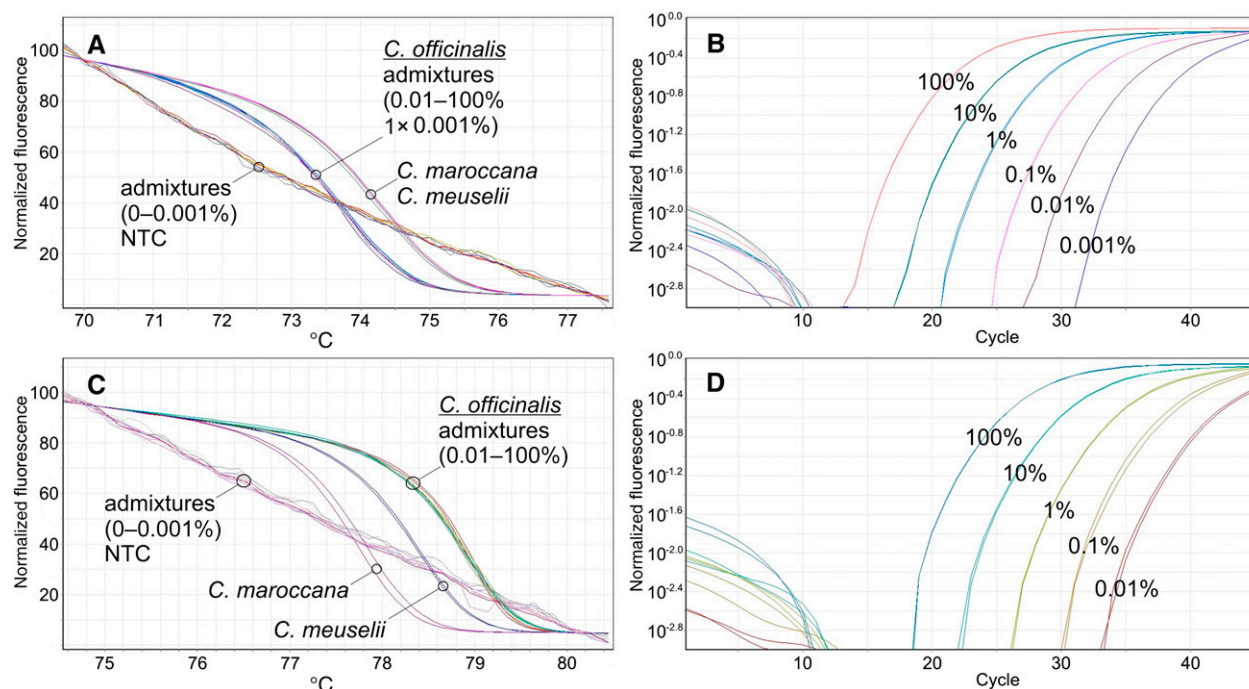 A
Normalized fluorescence
100
80
60
40
20
C. officinalis
admixtures
(0.01–100%
1× 0.001%)
C. maroccana
C. meuselii
admixtures
(0–0.001%)
NTC
70 71 72 73 74 75 76 77
°C
B
Normalized fluorescence
10^0.0
10^-0.4
10^-0.8
10^-1.2
10^-1.6
10^-2.0
10^-2.4
10^-2.8
100%
10%
1%
0.1%
0.01%
0.001%
10 20 30 40
Cycle
C
Normalized fluorescence
100
80
60
40
20
C. officinalis
admixtures
(0.01–100%)
admixtures
(0–0.001%)
NTC
C. maroccana
C. meuselii
75 76 77 78 79 80
°C
D
Normalized fluorescence
10^0.0
10^-0.4
10^-0.8
10^-1.2
10^-1.6
10^-2.0
10^-2.4
10^-2.8
100%
10%
1%
0.1%
0.01%
10 20 30 40
Cycle